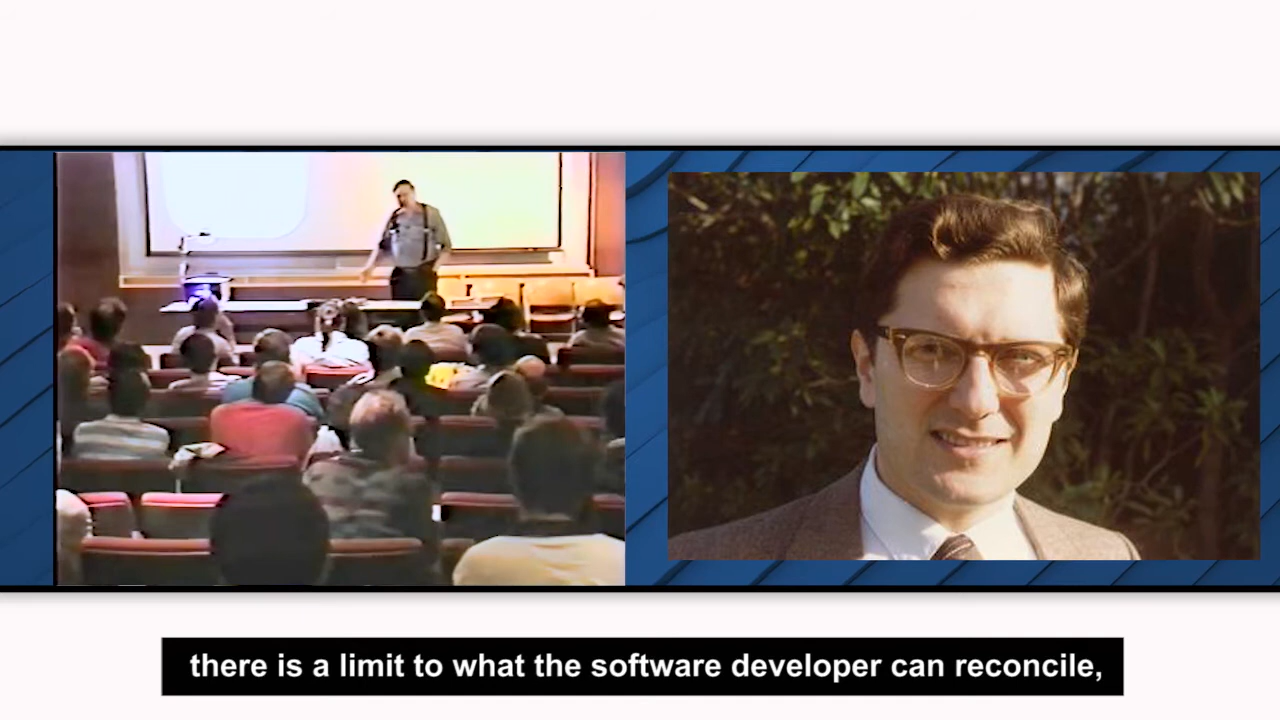 there is a limit to what the software developer can reconcile,